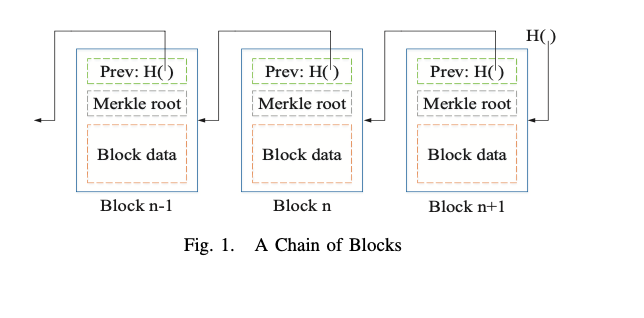 H( )
Prev: H( )
Prev: H( )
Prev: H( )
Merkle root
Merkle root
Merkle root
Block data
Block data
Block data
Block n-1
Block n
Block n+1
Fig. 1. A Chain of Blocks